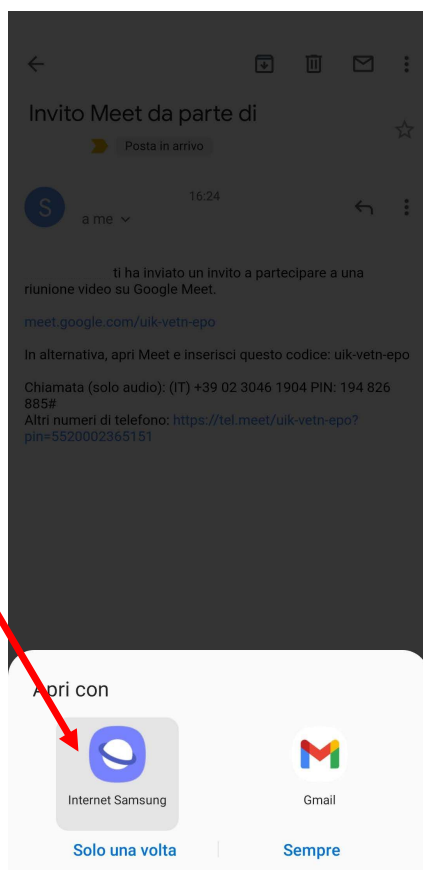 Invito Meet da parte di
Posta in arrivo
S
16:24
a me
ti ha inviato un invito a partecipare a una
riunione video su Google Meet.
meet.google.com/uik-vetn-epo
In alternativa, apri Meet e inserisci questo codice: uik-vetn-epo
Chiamata (solo audio): (IT) +39 02 3046 1904 PIN: 194 826
885#
Altri numeri di telefono: https://tel.meet/uik-vetn-epo?
pin=5520002365151
Apri con
Internet Samsung
Gmail
Solo una volta
Sempre